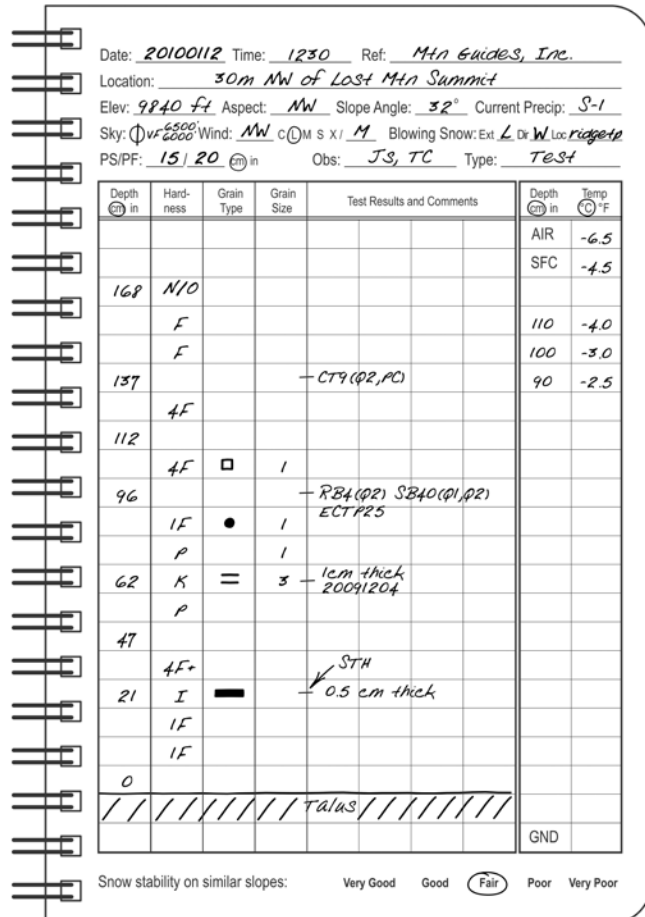 Date: 20100112 Time: 1230 Ref: Mtn Guides, Inc.
Location: 30m NW of Lost Mtn Summit
Elev: 9840 ft Aspect: NW Slope Angle: 32° Current Precip: S-1
Sky: VF 6500' 6000' Wind: NW C L M S X / M Blowing Snow: Ext L Dir W Loc ridgetp
PS/PF: 15 / 20 cm in Obs: JS, TC Type: Test
Depth cm in Hard-ness Grain Type Grain Size Test Results and Comments Depth cm in Temp °C °F
AIR -6.5
SFC -4.5
168 N/O
F 110 -4.0
F 100 -3.0
137 CT9(Q2,PC) 90 -2.5
4F
112
4F 1
96 RB4(Q2) SB40(Q1,Q2)
ECTP25
1F 1
P 1
62 K 3 1cm thick
20091204
P
47
4F+ STH
21 I 0.5 cm thick
1F
1F
0
Talus
GND
Snow stability on similar slopes: Very Good Good Fair Poor Very Poor